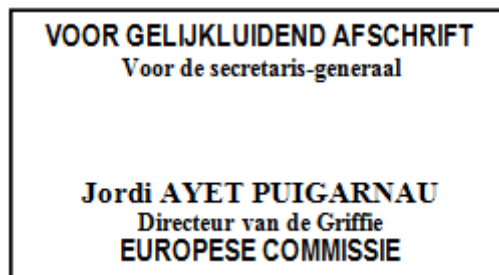 VOOR GELIJKLUIDEND AFSCHRIFT
Voor de secretaris-generaal
Jordi AYET PUIGARNAU
Directeur van de Griffie
EUROPESE COMMISSIE